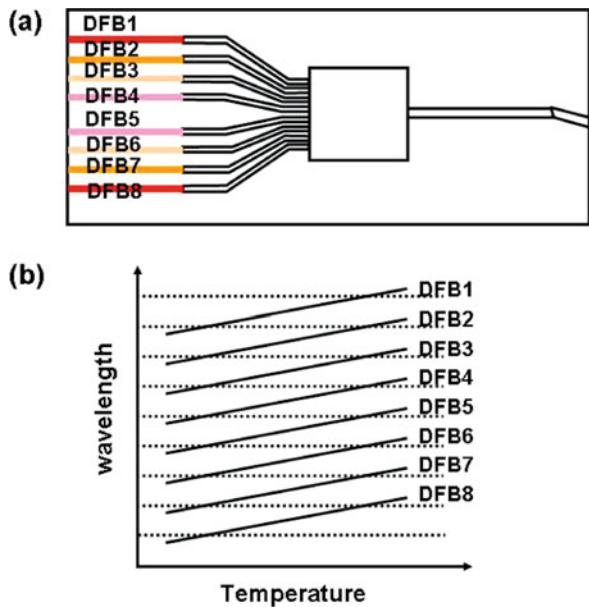 (a)
DFB1
DFB2
DFB3
DFB4
DFB5
DFB6
DFB7
DFB8
(b)
wavelength
DFB1
DFB2
DFB3
DFB4
DFB5
DFB6
DFB7
DFB8
Temperature